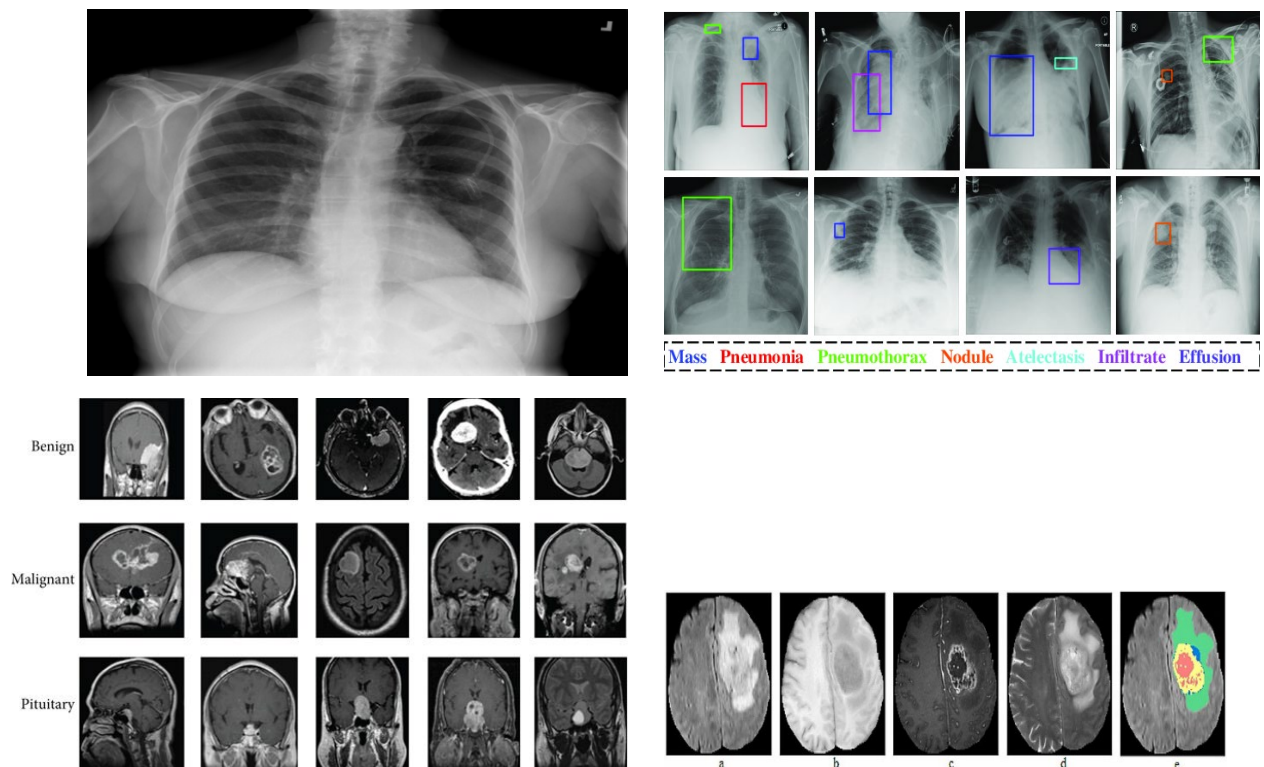 Mass Pneumonia Pneumothorax Nodule Atelectasis Infiltrate Effusion
Benign
Malignant
Pituitary
a b c d e